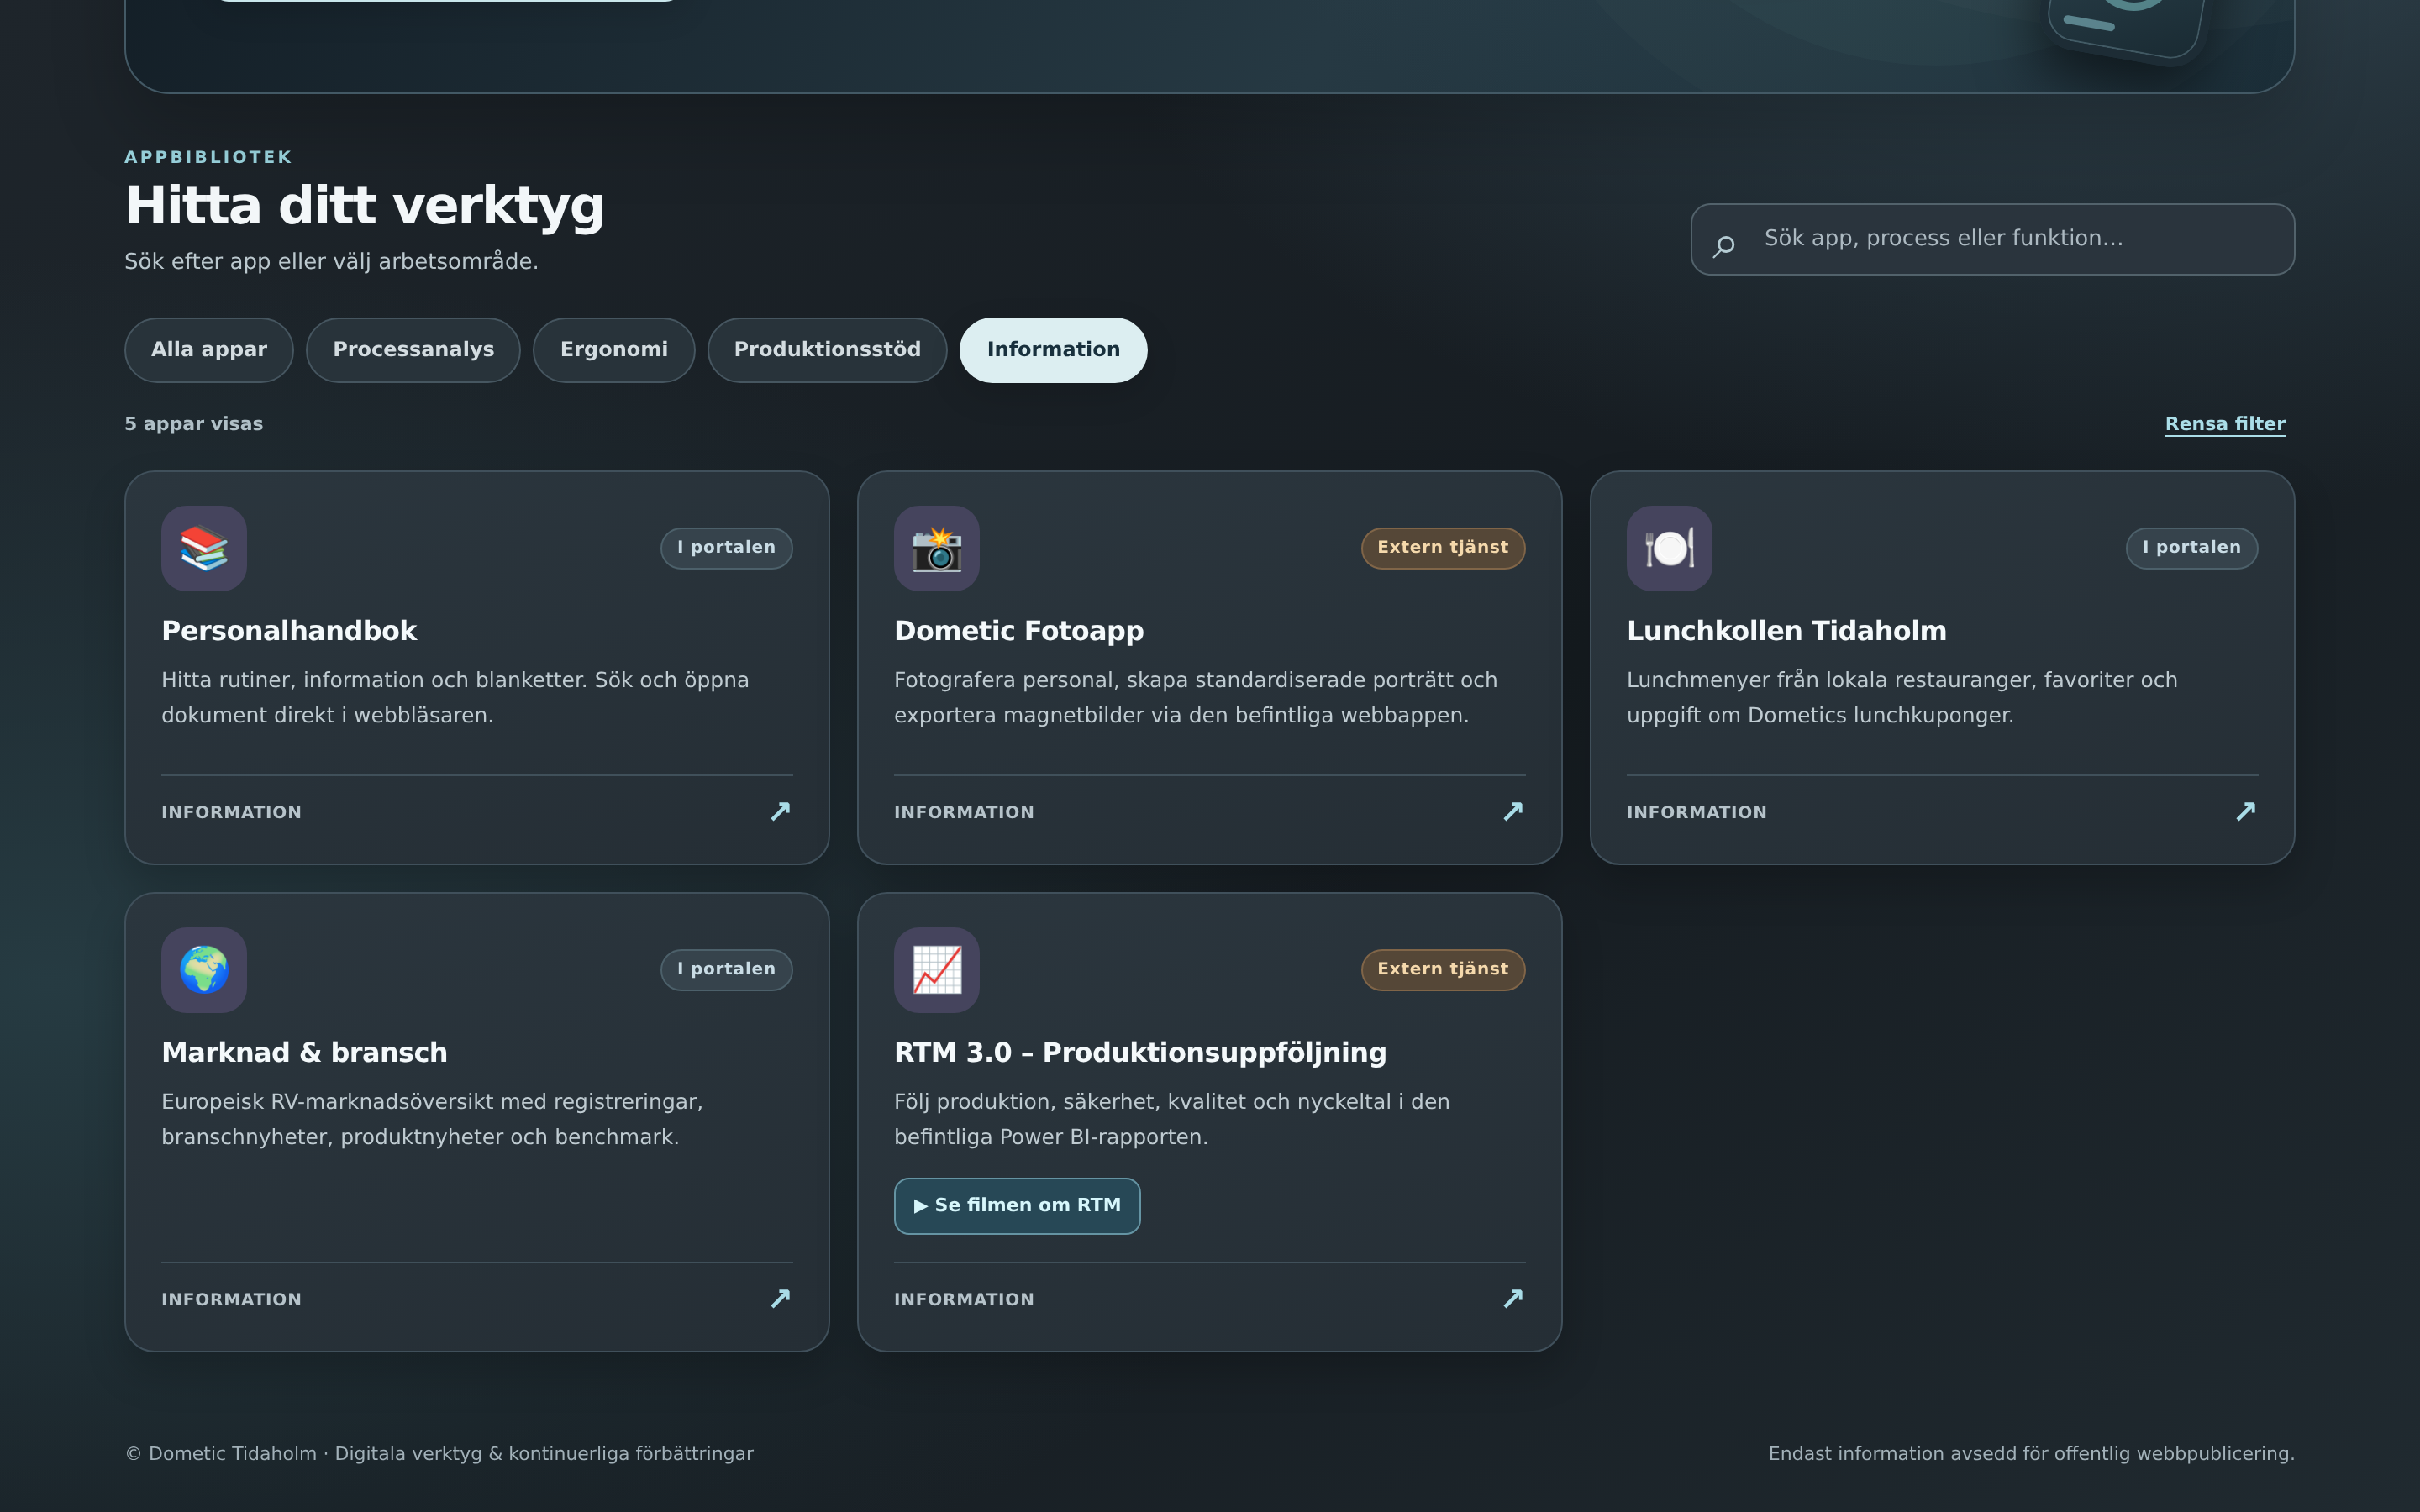 APPBIBLIOTEK
Hitta ditt verktyg
Sök efter app eller välj arbetsområde.
Sök app, process eller funktion…
Alla appar
Processanalys
Ergonomi
Produktionsstöd
Information
5 appar visas
Rensa filter
I portalen
Personalhandbok
Hitta rutiner, information och blanketter. Sök och öppna
dokument direkt i webbläsaren.
INFORMATION
Extern tjänst
Dometic Fotoapp
Fotografera personal, skapa standardiserade porträtt och
exportera magnetbilder via den befintliga webbappen.
INFORMATION
I portalen
Lunchkollen Tidaholm
Lunchmenyer från lokala restauranger, favoriter och
uppgift om Dometics lunchkuponger.
INFORMATION
I portalen
Marknad & bransch
Europeisk RV-marknadsöversikt med registreringar,
branschnyheter, produktnyheter och benchmark.
INFORMATION
Extern tjänst
RTM 3.0 – Produktionsuppföljning
Följ produktion, säkerhet, kvalitet och nyckeltal i den
befintliga Power BI-rapporten.
▶ Se filmen om RTM
INFORMATION
© Dometic Tidaholm · Digitala verktyg & kontinuerliga förbättringar
Endast information avsedd för offentlig webbpublicering.